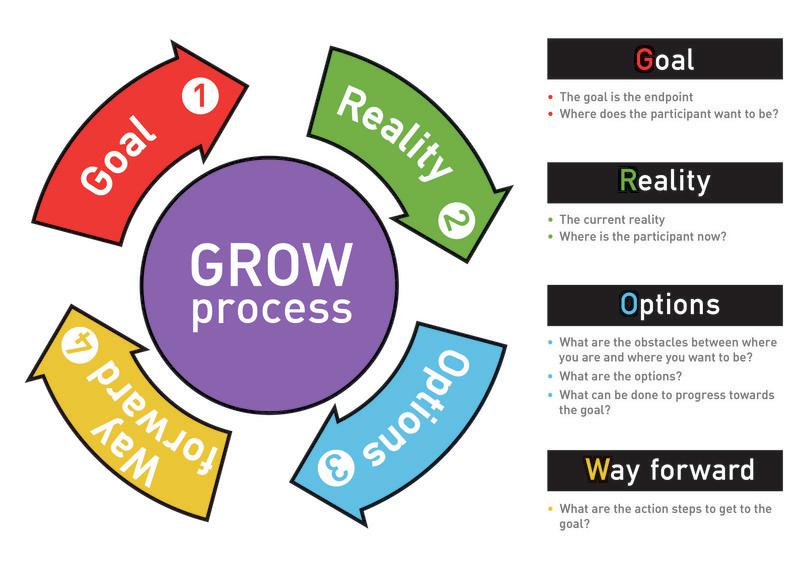 Goal 1
Reality 2
Options 3
Way
forward 4
GROW
process
Goal
• The goal is the endpoint
• Where does the participant want to be?
Reality
• The current reality
• Where is the participant now?
Options
• What are the obstacles between where
you are and where you want to be?
• What are the options?
• What can be done to progress towards
the goal?
Way forward
• What are the action steps to get to the
goal?